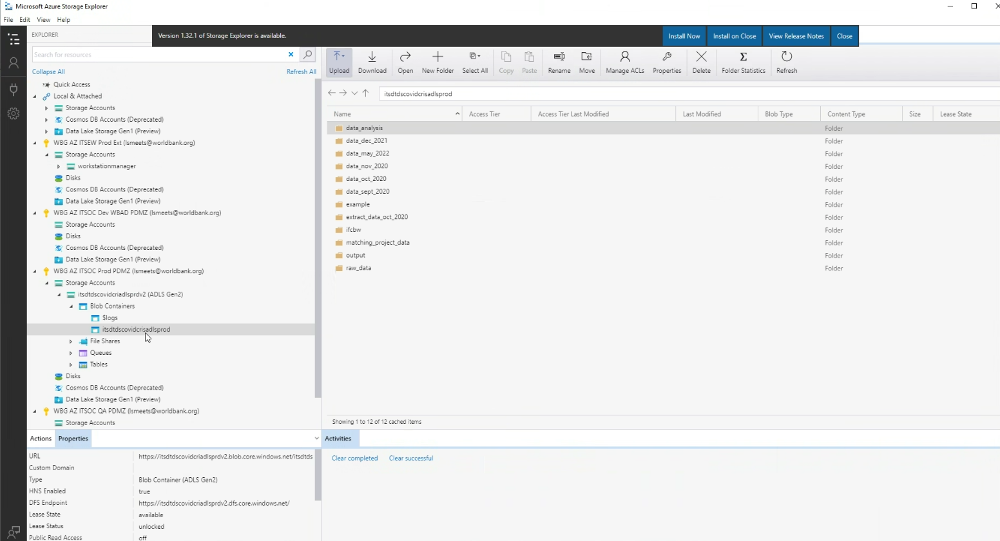 Microsoft Azure Storage Explorer
File Edit View Help
EXPLORER
Version 1.32.1 of Storage Explorer is available.
Install Now Install on Close View Release Notes Close
Search for resources
Collapse All Refresh All
Quick Access
Local & Attached
Storage Accounts
Cosmos DB Accounts (Deprecated)
Data Lake Storage Gen1 (Preview)
WBG AZ ITSEW Prod Ext (lsmeets@worldbank.org)
Storage Accounts
workstationmanager
Disks
Cosmos DB Accounts (Deprecated)
Data Lake Storage Gen1 (Preview)
WBG AZ ITSOC Dev WBAD PDMZ (lsmeets@worldbank.org)
Storage Accounts
Disks
Cosmos DB Accounts (Deprecated)
Data Lake Storage Gen1 (Preview)
WBG AZ ITSOC Prod PDMZ (lsmeets@worldbank.org)
Storage Accounts
itsdtdscovidcriadlsprdv2 (ADLS Gen2)
Blob Containers
$logs
itsdtdscovidcrisadlsprod
File Shares
Queues
Tables
Disks
Cosmos DB Accounts (Deprecated)
Data Lake Storage Gen1 (Preview)
WBG AZ ITSOC QA PDMZ (lsmeets@worldbank.org)
Storage Accounts
Upload Download Open New Folder Select All Copy Paste Rename Move Manage ACLs Properties Delete Folder Statistics Refresh
itsdtdscovidcrisadlsprod
Name Access Tier Access Tier Last Modified Last Modified Blob Type Content Type Size Lease State
data_analysis Folder
data_dec_2021 Folder
data_may_2022 Folder
data_nov_2020 Folder
data_oct_2020 Folder
data_sept_2020 Folder
example Folder
extract_data_oct_2020 Folder
ifcbw Folder
matching_project_data Folder
output Folder
raw_data Folder
Showing 1 to 12 of 12 cached items
Actions Properties
URL https://itsdtdscovidcriadlsprdv2.blob.core.windows.net/itsdtds
Custom Domain
Type Blob Container (ADLS Gen2)
HNS Enabled true
DFS Endpoint https://itsdtdscovidcriadlsprdv2.dfs.core.windows.net/
Lease State available
Lease Status unlocked
Public Read Access off
Activities
Clear completed Clear successful